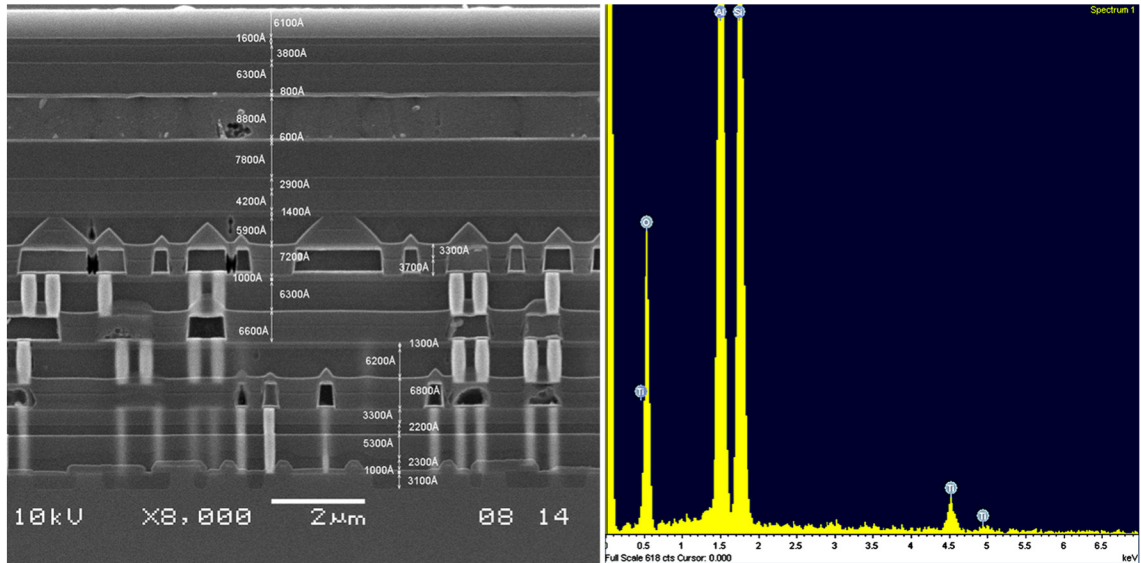 6100Å
1600Å
3800Å
6300Å
800Å
8800Å
600Å
7800Å
2900Å
4200Å
1400Å
5900Å
3300Å
7200Å
3700Å
1000Å
6300Å
6600Å
1300Å
6200Å
6800Å
3300Å
2200Å
5300Å
2300Å
1000Å
3100Å
10kV X8,000 2µm 08 14
Spectrum 1
Al Si
O
Ti
Ti
Ti
0 0.5 1 1.5 2 2.5 3 3.5 4 4.5 5 5.5 6 6.5
Full Scale 618 cts Cursor: 0.000 keV